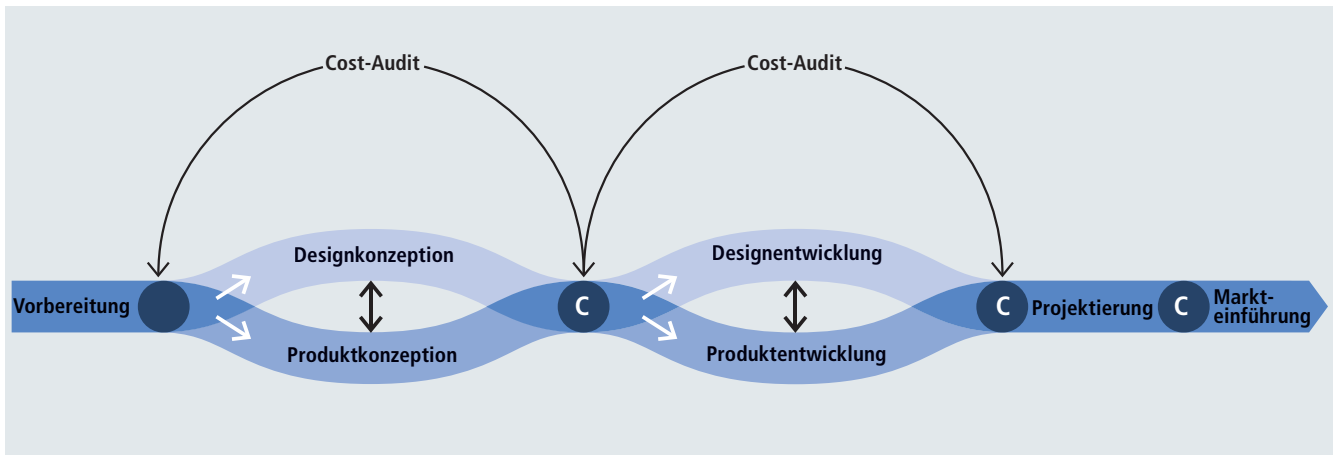 Cost-Audit
Cost-Audit
Designkonzeption
Designentwicklung
Vorbereitung
C
C
Projektierung
C
Markt-
einführung
Produktkonzeption
Produktentwicklung